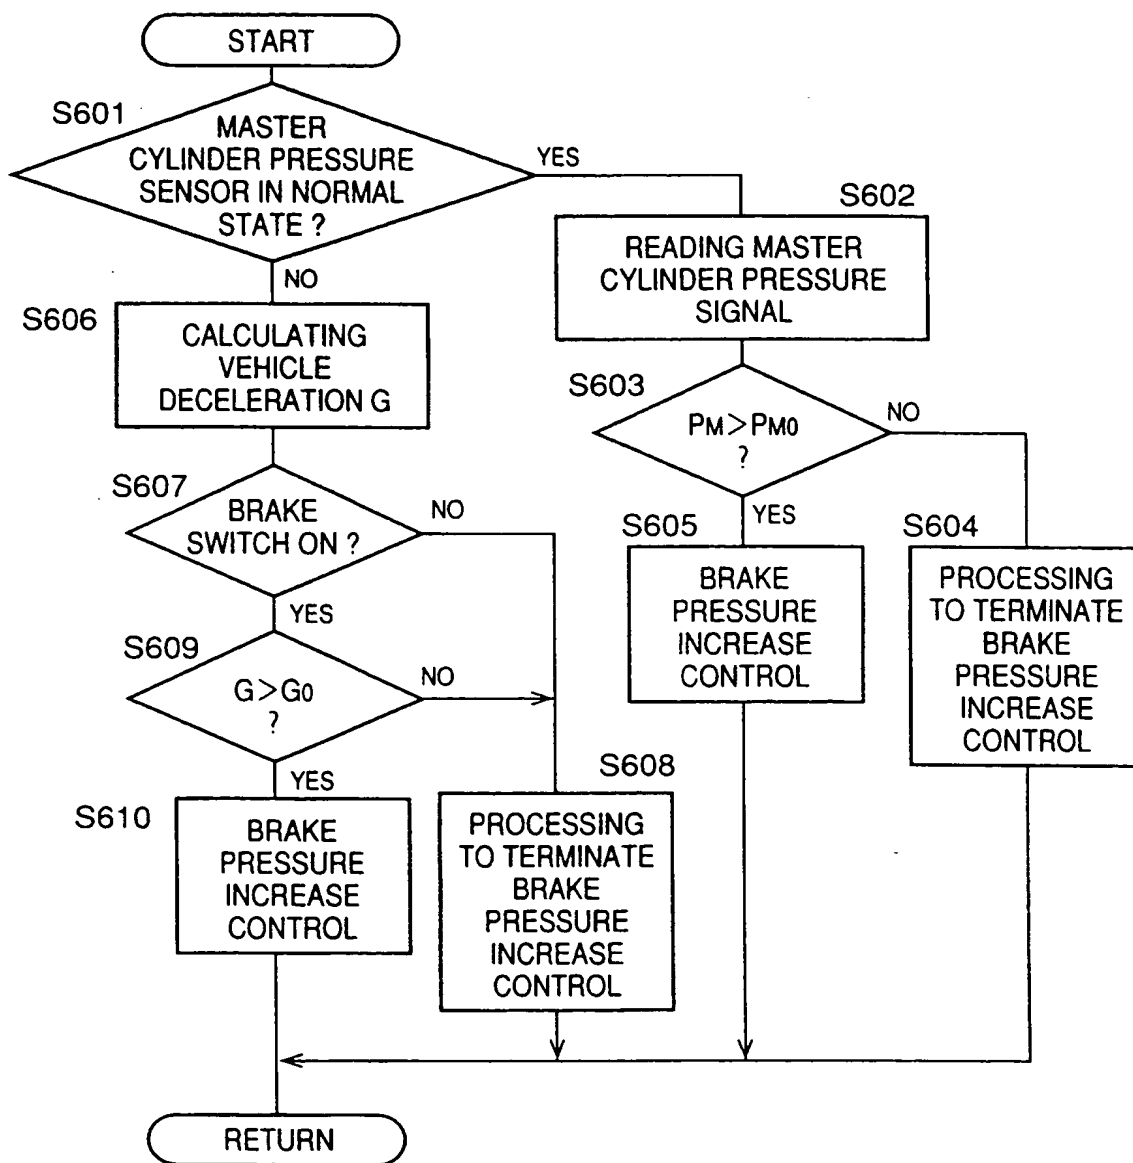 START
S601
MASTER
CYLINDER PRESSURE
SENSOR IN NORMAL
STATE ?
YES
NO
S602
READING MASTER
CYLINDER PRESSURE
SIGNAL
S606
CALCULATING
VEHICLE
DECELERATION G
S603
PM>PM0
?
NO
YES
S607
BRAKE
SWITCH ON ?
NO
YES
S605
BRAKE
PRESSURE
INCREASE
CONTROL
S604
PROCESSING
TO TERMINATE
BRAKE
PRESSURE
INCREASE
CONTROL
S609
G>G0
?
NO
YES
S610
BRAKE
PRESSURE
INCREASE
CONTROL
S608
PROCESSING
TO TERMINATE
BRAKE
PRESSURE
INCREASE
CONTROL
RETURN